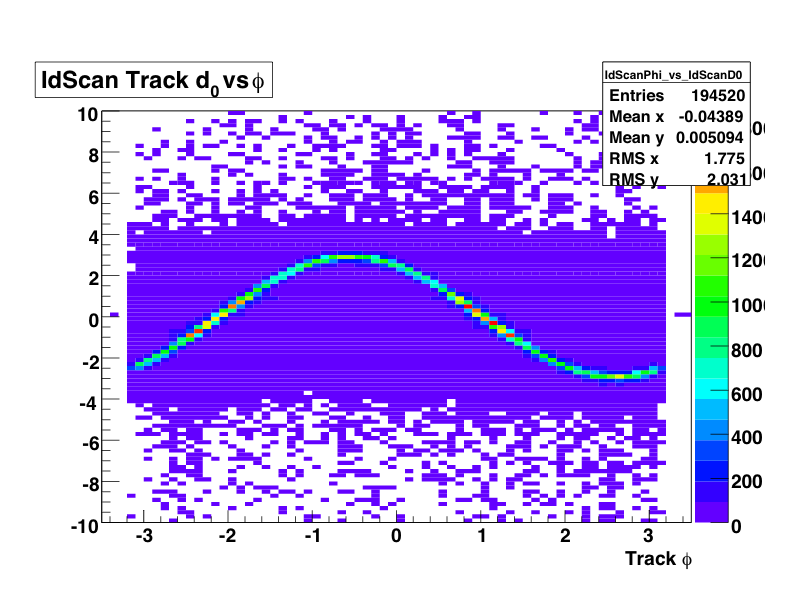 IdScan Track d0 vs ϕ
IdScanPhi_vs_IdScanD0
Entries 194520
Mean x -0.04389
Mean y 0.005094
RMS x 1.775
RMS y 2.031
10
8
6
4
2
0
-2
-4
-6
-8
-10
-3 -2 -1 0 1 2 3
Track ϕ
1400
1200
1000
800
600
400
200
0